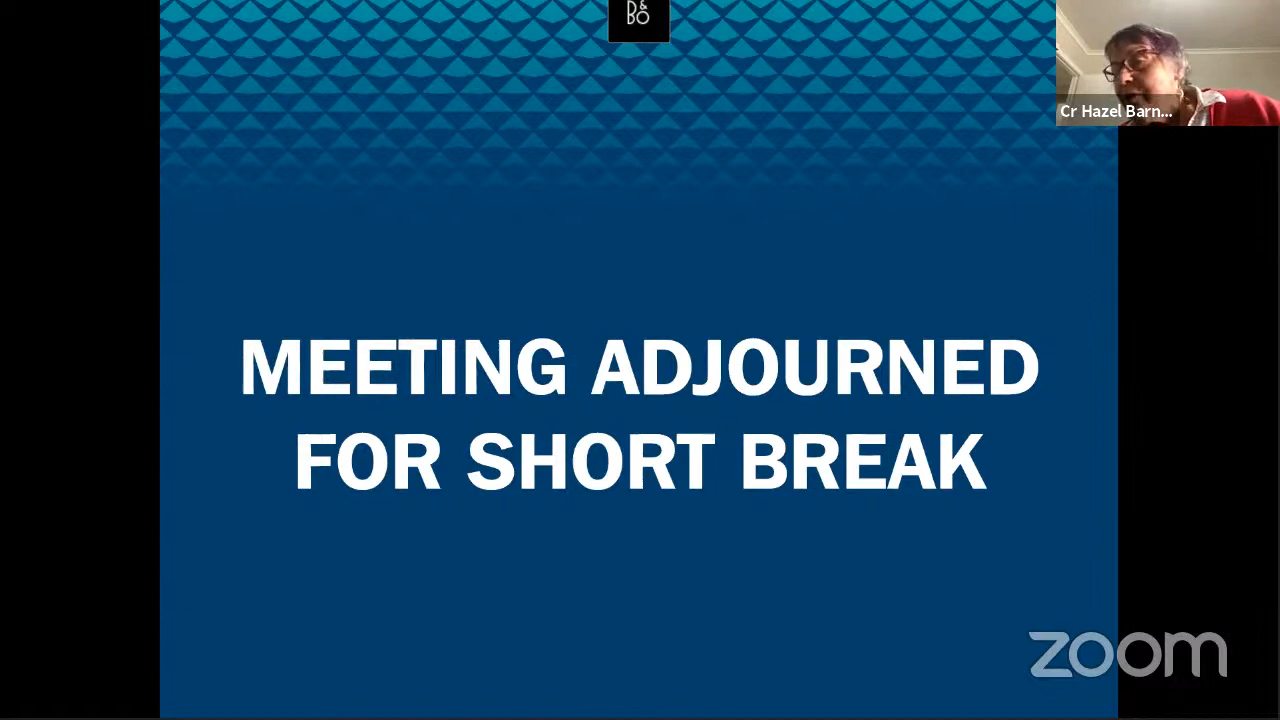 B&O
Cr Hazel Barn...
MEETING ADJOURNED
FOR SHORT BREAK
zoom